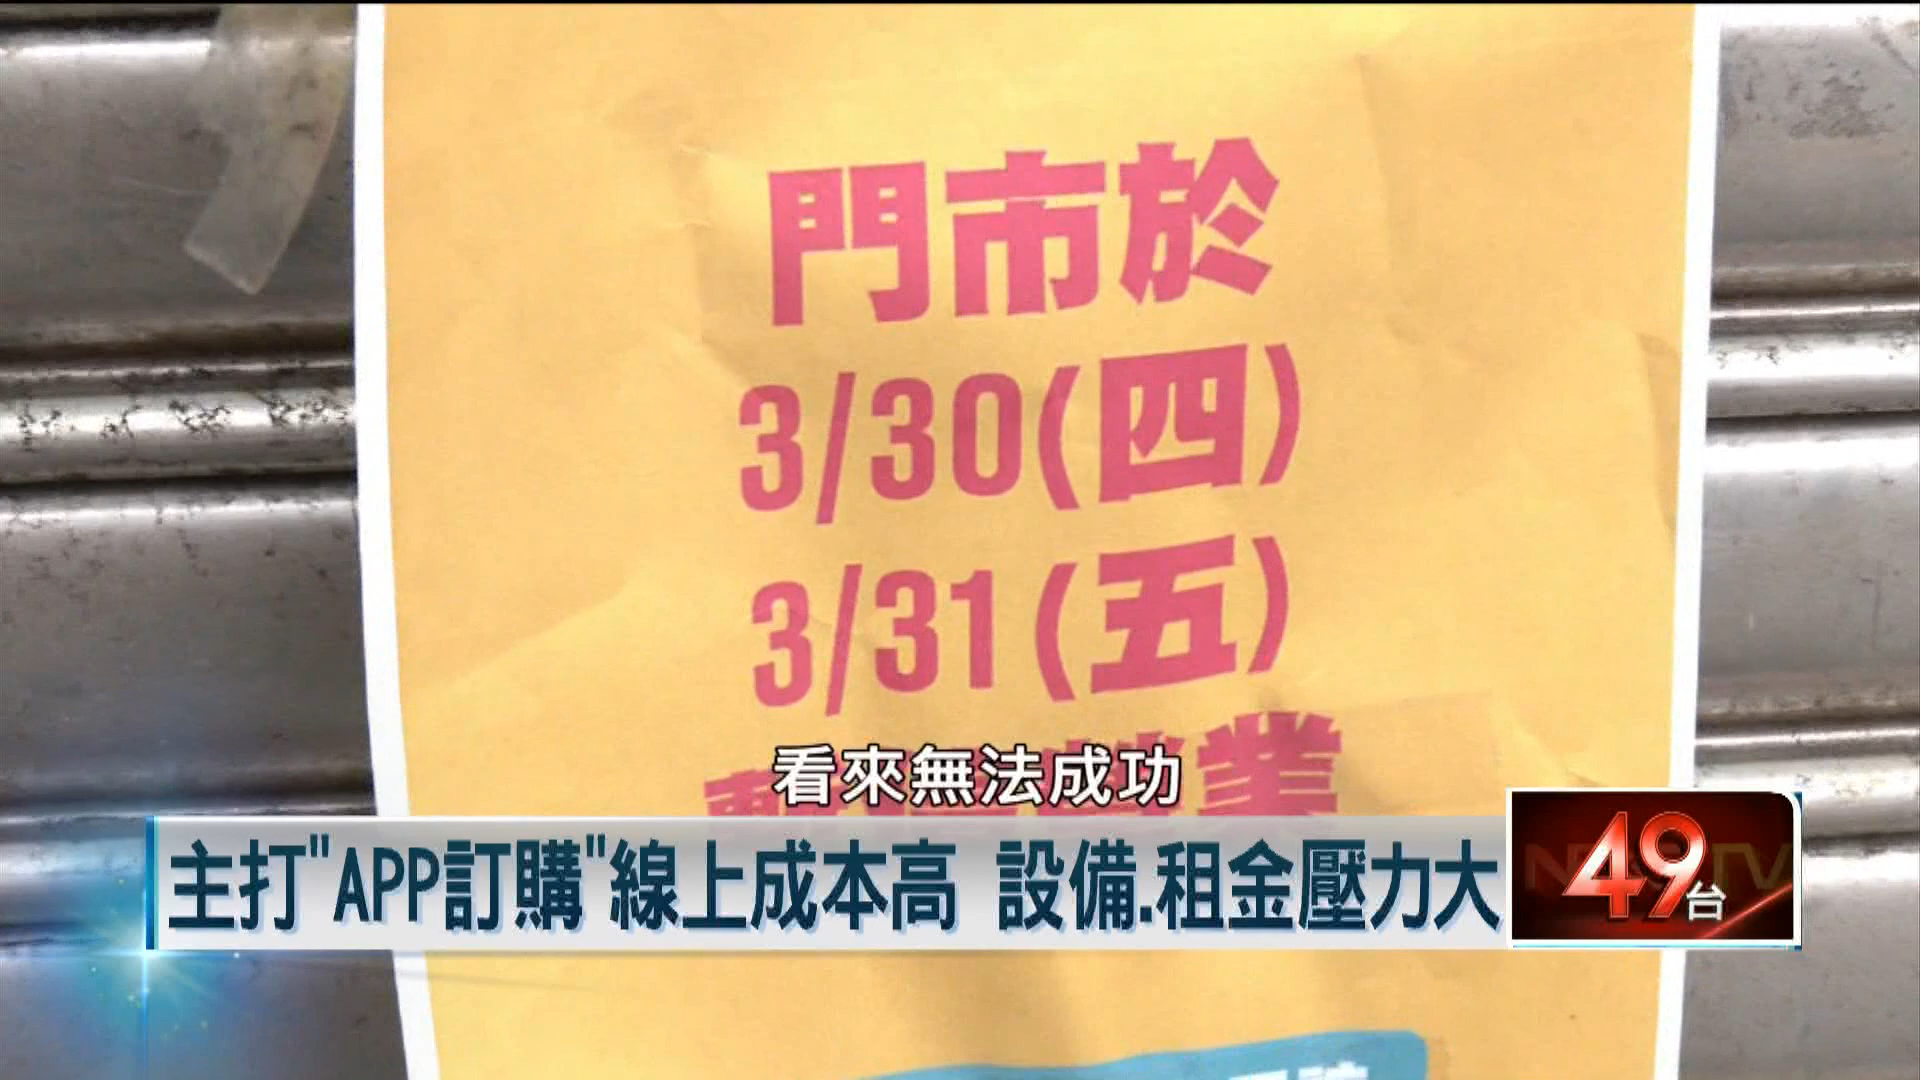 門市於
3/30(四)
3/31(五)
看來無法成功
主打"APP訂購"線上成本高 設備.租金壓力大
49台